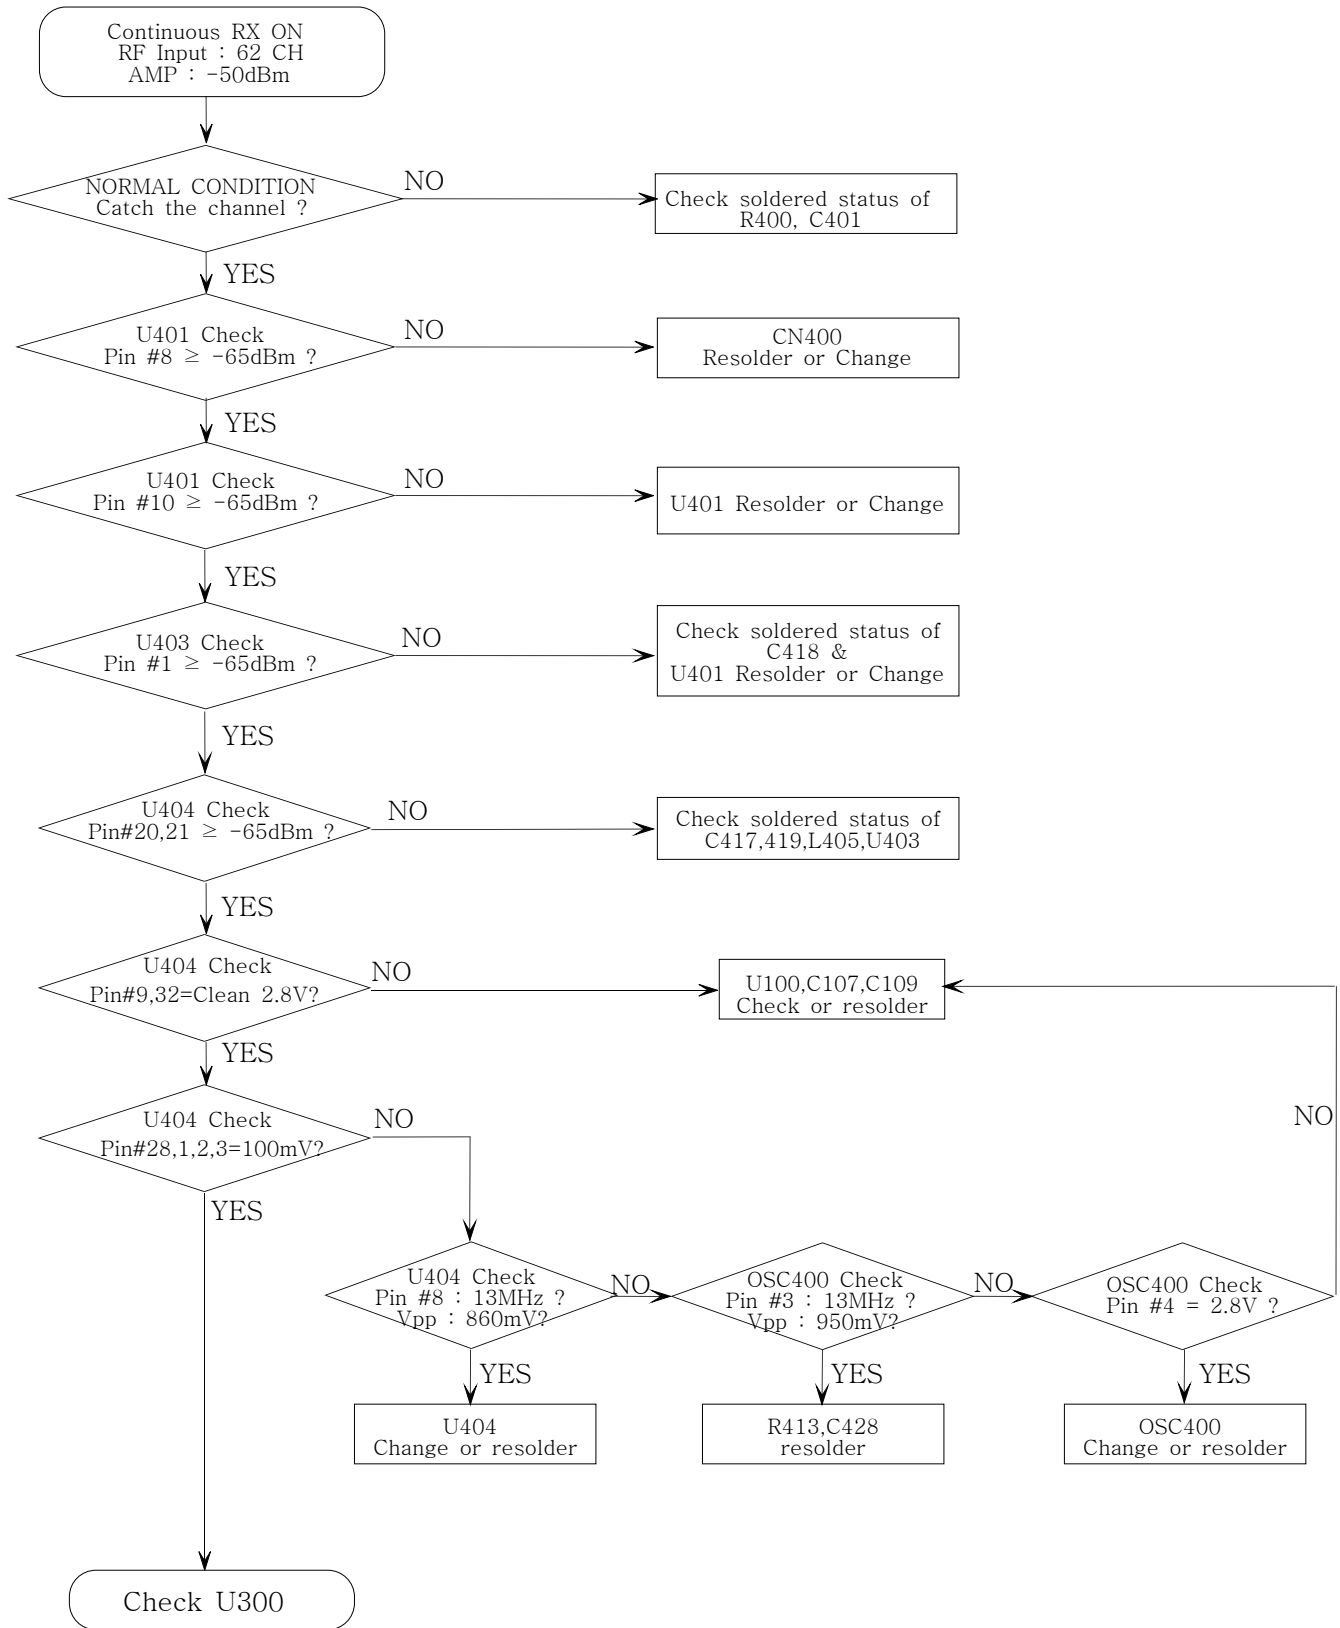 Continuous RX ON
RF Input : 62 CH
AMP : -50dBm
NORMAL CONDITION
Catch the channel ?
NO
Check soldered status of
R400, C401
YES
U401 Check
Pin #8 ≥ -65dBm ?
NO
CN400
Resolder or Change
YES
U401 Check
Pin #10 ≥ -65dBm ?
NO
U401 Resolder or Change
YES
U403 Check
Pin #1 ≥ -65dBm ?
NO
Check soldered status of
C418 &
U401 Resolder or Change
YES
U404 Check
Pin#20,21 ≥ -65dBm ?
NO
Check soldered status of
C417,419,L405,U403
YES
U404 Check
Pin#9,32=Clean 2.8V?
NO
U100,C107,C109
Check or resolder
YES
U404 Check
Pin#28,1,2,3=100mV?
NO
NO
YES
U404 Check
Pin #8 : 13MHz ?
Vpp : 860mV?
NO
OSC400 Check
Pin #3 : 13MHz ?
Vpp : 950mV?
NO
OSC400 Check
Pin #4 = 2.8V ?
YES
YES
YES
U404
Change or resolder
R413,C428
resolder
OSC400
Change or resolder
Check U300